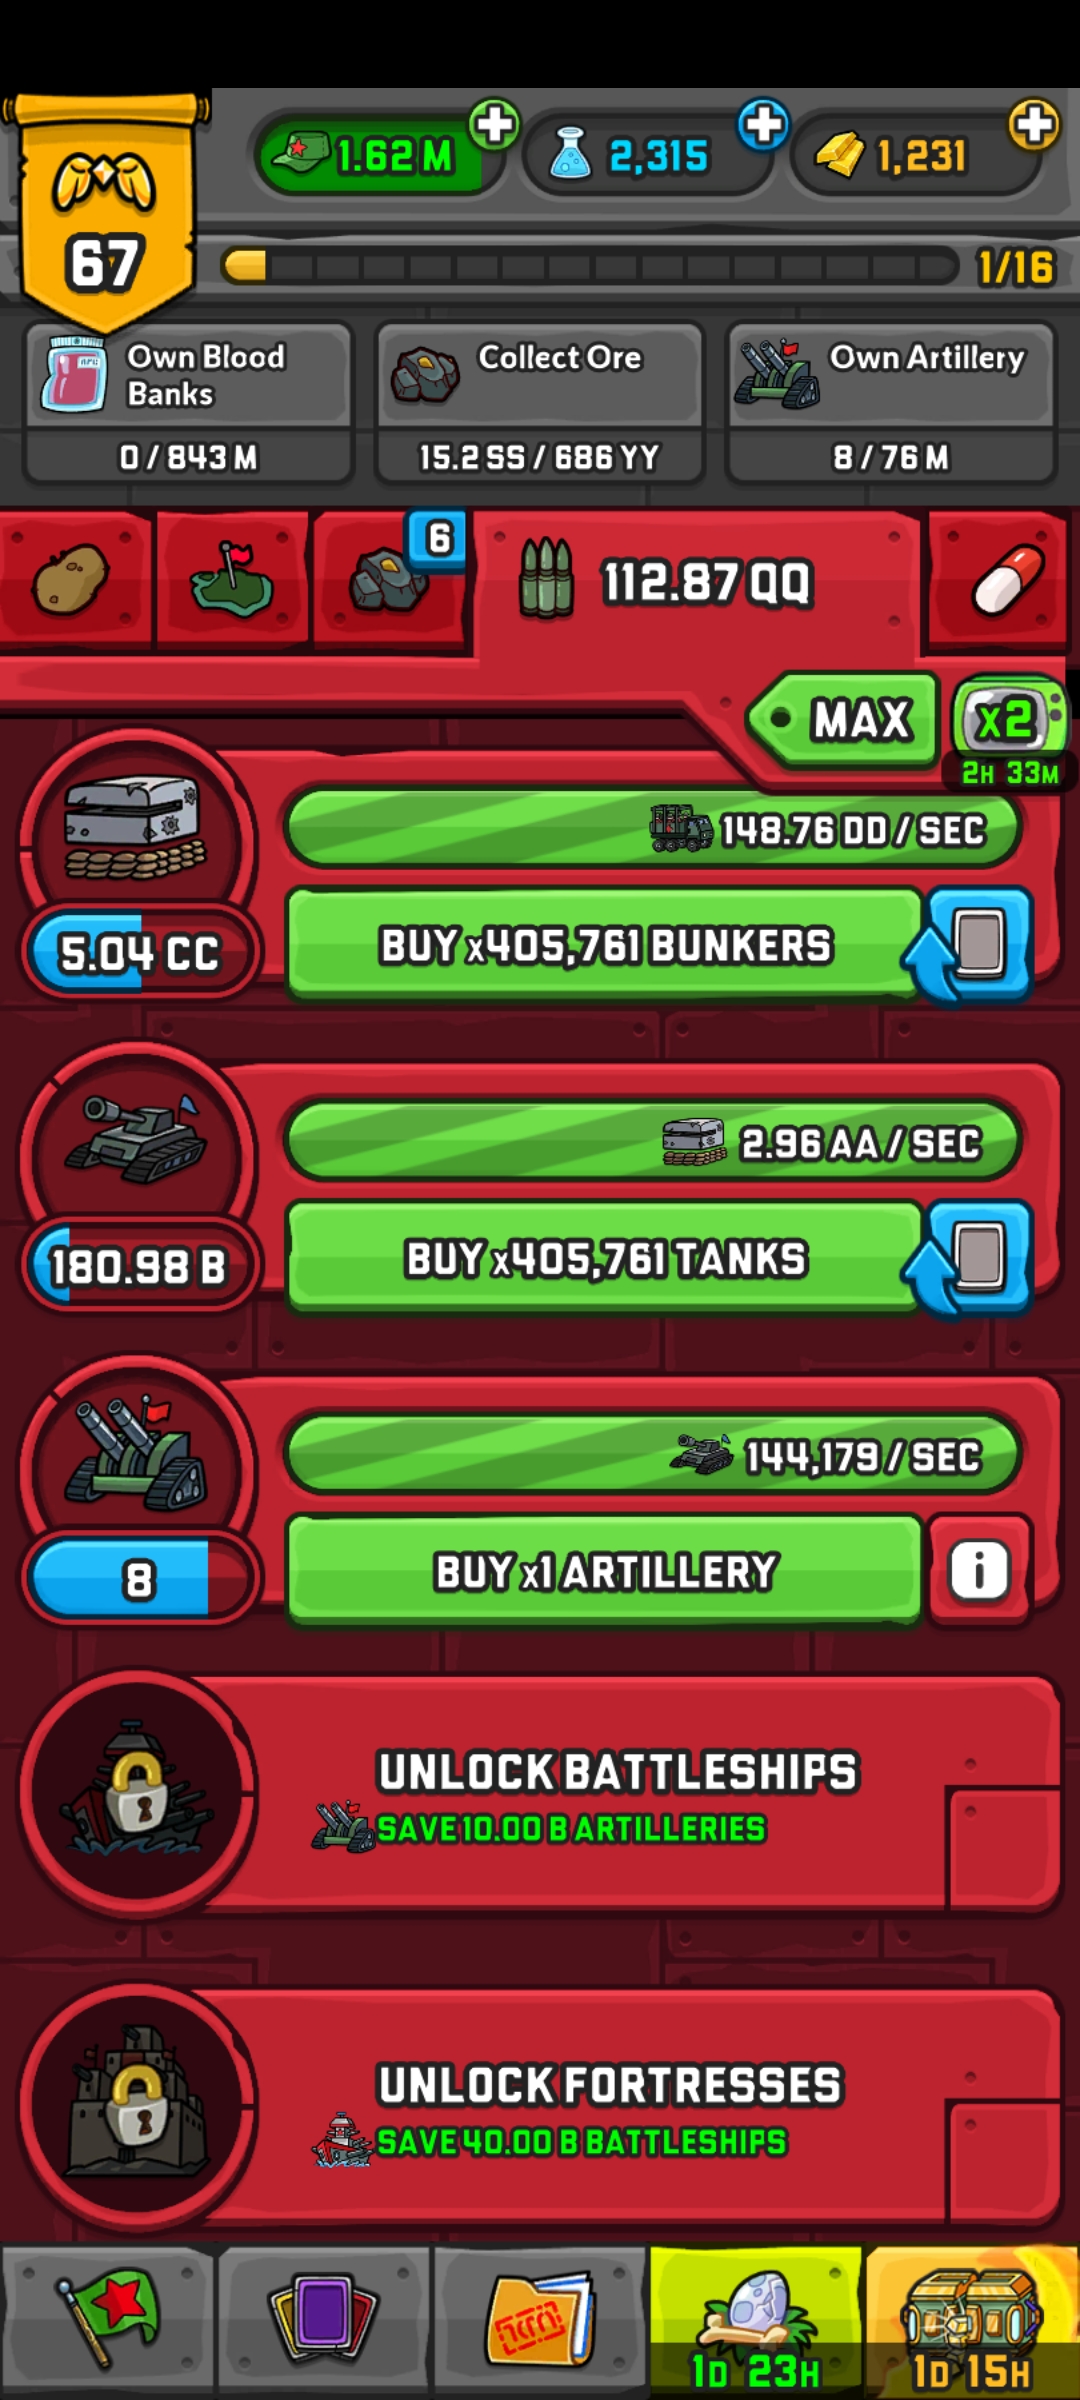 1.62 M
2,315
1,231
67
1/16
Own Blood
Banks
Collect Ore
Own Artillery
0 / 843 M
15.2 SS / 686 YY
8 / 76 M
6
112.87 QQ
MAX
x2
2H 33M
148.76 DD / SEC
5.04 CC
BUY x405,761 BUNKERS
2.96 AA / SEC
180.98 B
BUY x405,761 TANKS
144,179 / SEC
8
BUY x1 ARTILLERY
i
UNLOCK BATTLESHIPS
SAVE 10.00 B ARTILLERIES
UNLOCK FORTRESSES
SAVE 40.00 B BATTLESHIPS
1D 23H
1D 15H